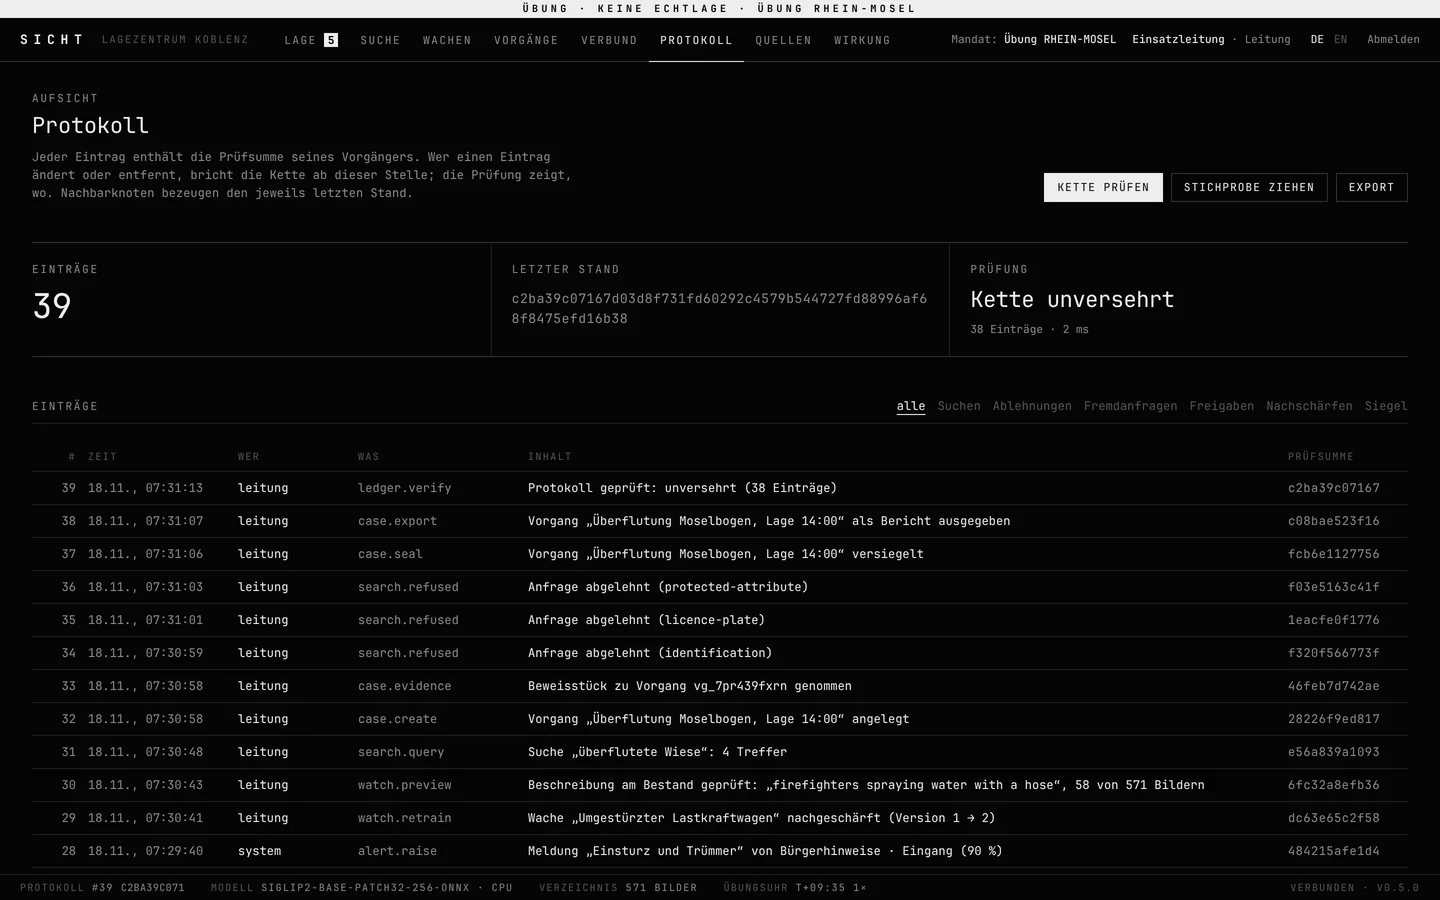 ÜBUNG · KEINE ECHTLAGE · ÜBUNG RHEIN-MOSEL
SICHT LAGEZENTRUM KOBLENZ LAGE 5 SUCHE WACHEN VORGÄNGE VERBUND PROTOKOLL QUELLEN WIRKUNG Mandat: Übung RHEIN-MOSEL Einsatzleitung · Leitung DE EN Abmelden
AUFSICHT
Protokoll
Jeder Eintrag enthält die Prüfsumme seines Vorgängers. Wer einen Eintrag
ändert oder entfernt, bricht die Kette ab dieser Stelle; die Prüfung zeigt,
wo. Nachbarknoten bezeugen den jeweils letzten Stand.
KETTE PRÜFEN STICHPROBE ZIEHEN EXPORT
EINTRÄGE
39
LETZTER STAND
c2ba39c07167d03d8f731fd60292c4579b544727fd88996af6
8f8475efd16b38
PRÜFUNG
Kette unversehrt
38 Einträge · 2 ms
EINTRÄGE alle Suchen Ablehnungen Fremdanfragen Freigaben Nachschärfen Siegel
# ZEIT WER WAS INHALT PRÜFSUMME
39 18.11., 07:31:13 leitung ledger.verify Protokoll geprüft: unversehrt (38 Einträge) c2ba39c07167
38 18.11., 07:31:07 leitung case.export Vorgang „Überflutung Moselbogen, Lage 14:00“ als Bericht ausgegeben c08bae523f16
37 18.11., 07:31:06 leitung case.seal Vorgang „Überflutung Moselbogen, Lage 14:00“ versiegelt fcb6e1127756
36 18.11., 07:31:03 leitung search.refused Anfrage abgelehnt (protected-attribute) f03e5163c41f
35 18.11., 07:31:01 leitung search.refused Anfrage abgelehnt (licence-plate) 1eacfe0f1776
34 18.11., 07:30:59 leitung search.refused Anfrage abgelehnt (identification) f320f566773f
33 18.11., 07:30:58 leitung case.evidence Beweisstück zu Vorgang vg_7pr439fxrn genommen 46feb7d742ae
32 18.11., 07:30:58 leitung case.create Vorgang „Überflutung Moselbogen, Lage 14:00“ angelegt 28226f9ed817
31 18.11., 07:30:48 leitung search.query Suche „überflutete Wiese“: 4 Treffer e56a839a1093
30 18.11., 07:30:43 leitung watch.preview Beschreibung am Bestand geprüft: „firefighters spraying water with a hose“, 58 von 571 Bildern 6fc32a8efb36
29 18.11., 07:30:41 leitung watch.retrain Wache „Umgestürzter Lastkraftwagen“ nachgeschärft (Version 1 → 2) dc63e65c2f58
28 18.11., 07:29:40 system alert.raise Meldung „Einsturz und Trümmer“ von Bürgerhinweise · Eingang (90 %) 484215afe1d4
PROTOKOLL #39 C2BA39C071 MODELL SIGLIP2-BASE-PATCH32-256-ONNX · CPU VERZEICHNIS 571 BILDER ÜBUNGSUHR T+09:35 1× VERBUNDEN · V0.5.0